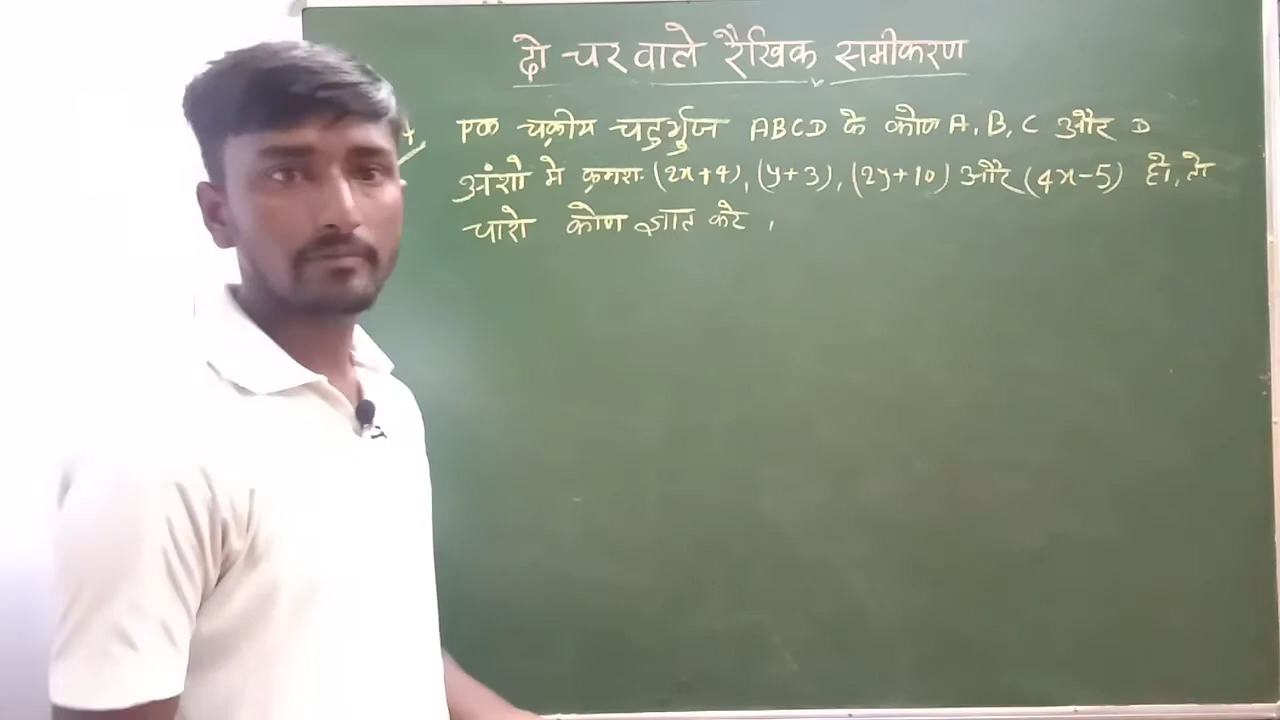 दो चर वाले रैखिक समीकरण
एक चक्रीय चतुर्भुज ABCD के कोण A, B, C और D
अंशो मे क्रमशः (2x+4), (y+3), (2y+10) और (4x-5) हो, तो
चारो कोण ज्ञात करे ।